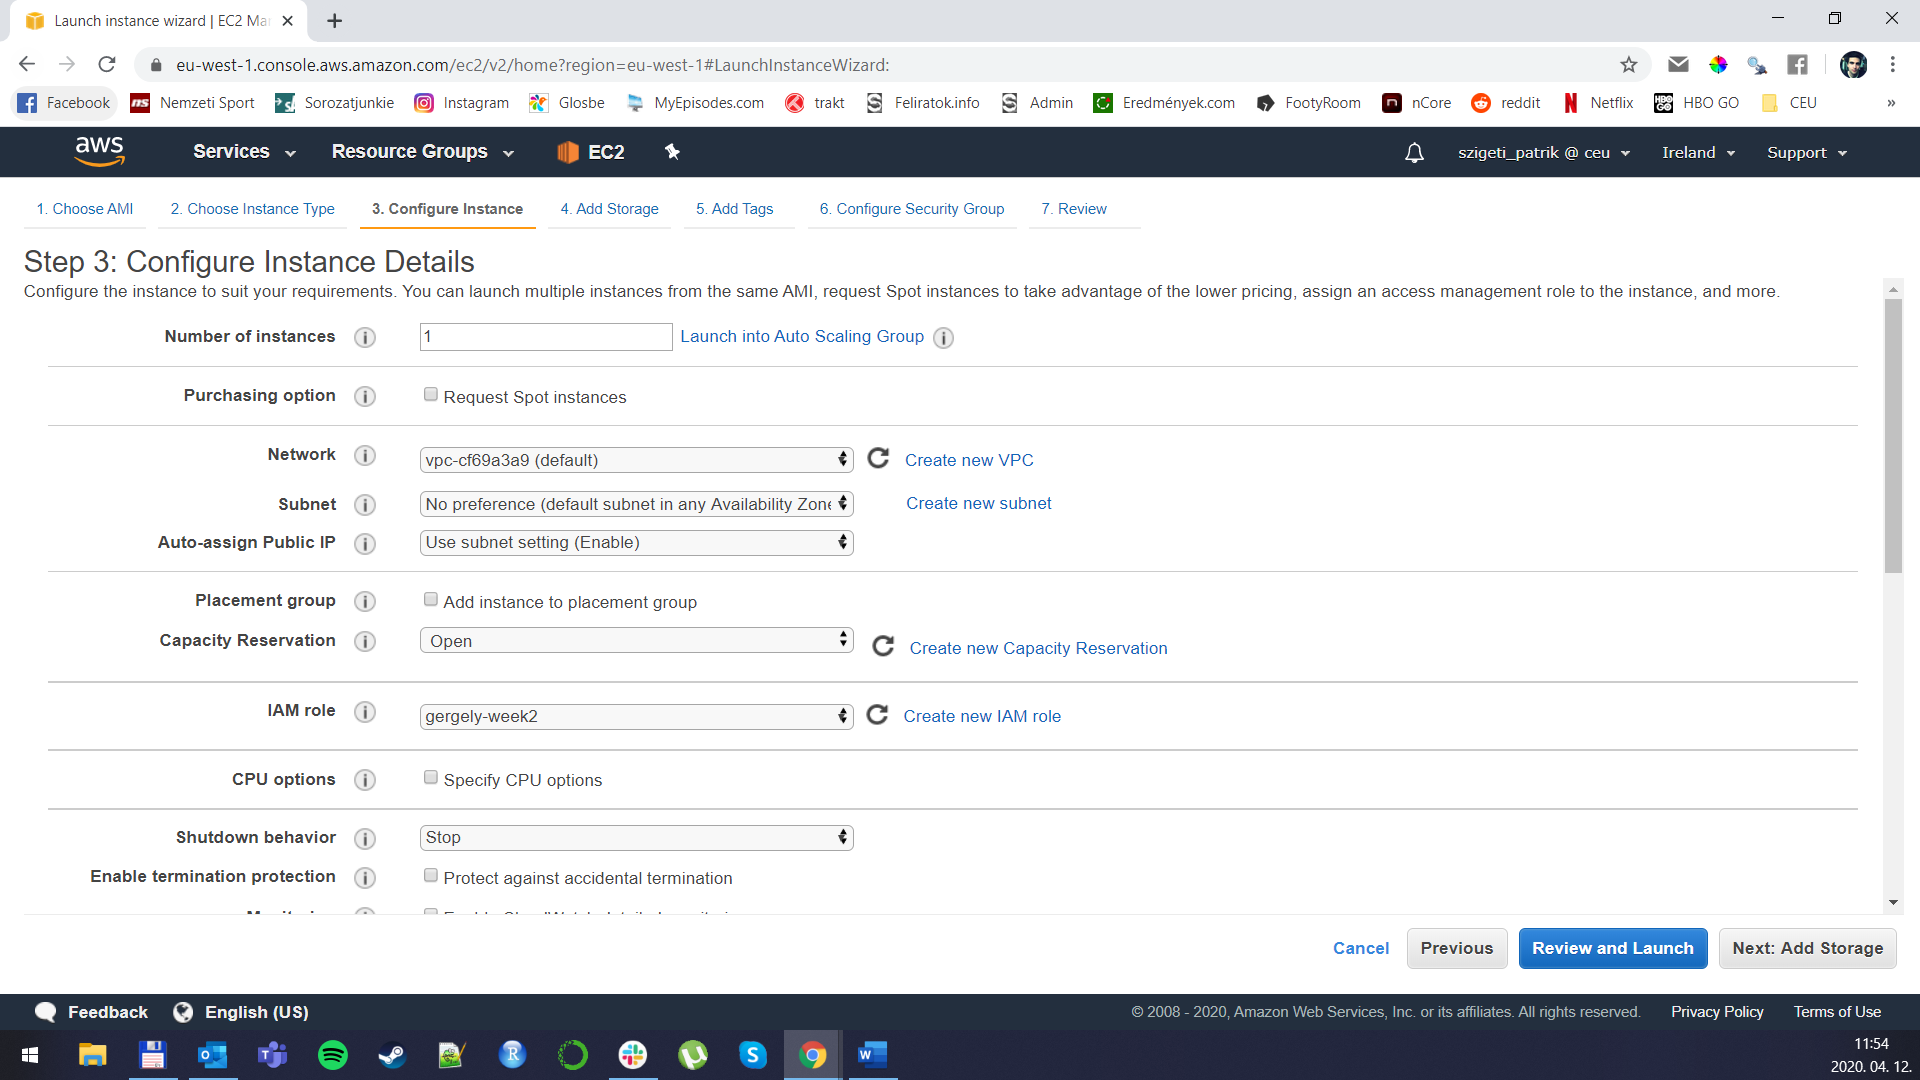 Launch instance wizard | EC2 Ma
eu-west-1.console.aws.amazon.com/ec2/v2/home?region=eu-west-1#LaunchInstanceWizard:
Facebook Nemzeti Sport Sorozatjunkie Instagram Glosbe MyEpisodes.com trakt Feliratok.info Admin Eredmények.com FootyRoom nCore reddit Netflix HBO GO CEU »
aws Services Resource Groups EC2 szigeti_patrik @ ceu Ireland Support
1. Choose AMI 2. Choose Instance Type 3. Configure Instance 4. Add Storage 5. Add Tags 6. Configure Security Group 7. Review
Step 3: Configure Instance Details
Configure the instance to suit your requirements. You can launch multiple instances from the same AMI, request Spot instances to take advantage of the lower pricing, assign an access management role to the instance, and more.
Number of instances 1 Launch into Auto Scaling Group
Purchasing option Request Spot instances
Network vpc-cf69a3a9 (default) Create new VPC
Subnet No preference (default subnet in any Availability Zone Create new subnet
Auto-assign Public IP Use subnet setting (Enable)
Placement group Add instance to placement group
Capacity Reservation Open Create new Capacity Reservation
IAM role gergely-week2 Create new IAM role
CPU options Specify CPU options
Shutdown behavior Stop
Enable termination protection Protect against accidental termination
Cancel Previous Review and Launch Next: Add Storage
Feedback English (US) © 2008 - 2020, Amazon Web Services, Inc. or its affiliates. All rights reserved. Privacy Policy Terms of Use
11:54
2020. 04. 12.